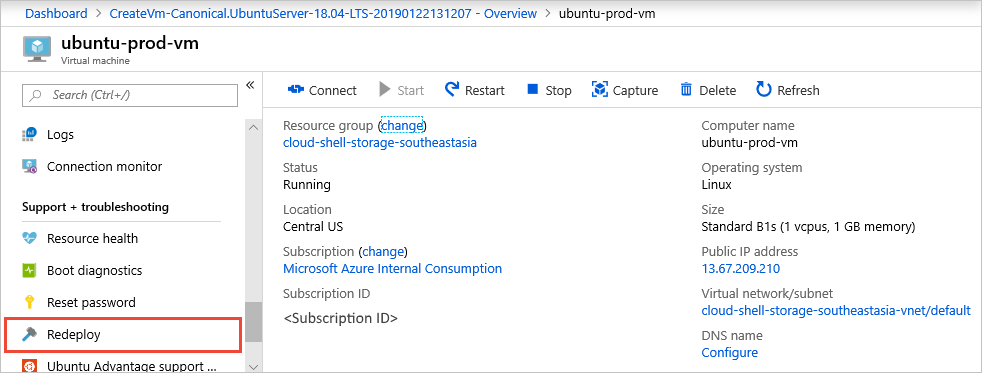 Dashboard > CreateVm-Canonical.UbuntuServer-18.04-LTS-20190122131207 - Overview > ubuntu-prod-vm
ubuntu-prod-vm
Virtual machine
Search (Ctrl+/)
«
Logs
Connection monitor
Support + troubleshooting
Resource health
Boot diagnostics
Reset password
Redeploy
Ubuntu Advantage support ...
Connect Start Restart Stop Capture Delete Refresh
Resource group (change)
cloud-shell-storage-southeastasia
Status
Running
Location
Central US
Subscription (change)
Microsoft Azure Internal Consumption
Subscription ID
<Subscription ID>
Computer name
ubuntu-prod-vm
Operating system
Linux
Size
Standard B1s (1 vcpus, 1 GB memory)
Public IP address
13.67.209.210
Virtual network/subnet
cloud-shell-storage-southeastasia-vnet/default
DNS name
Configure